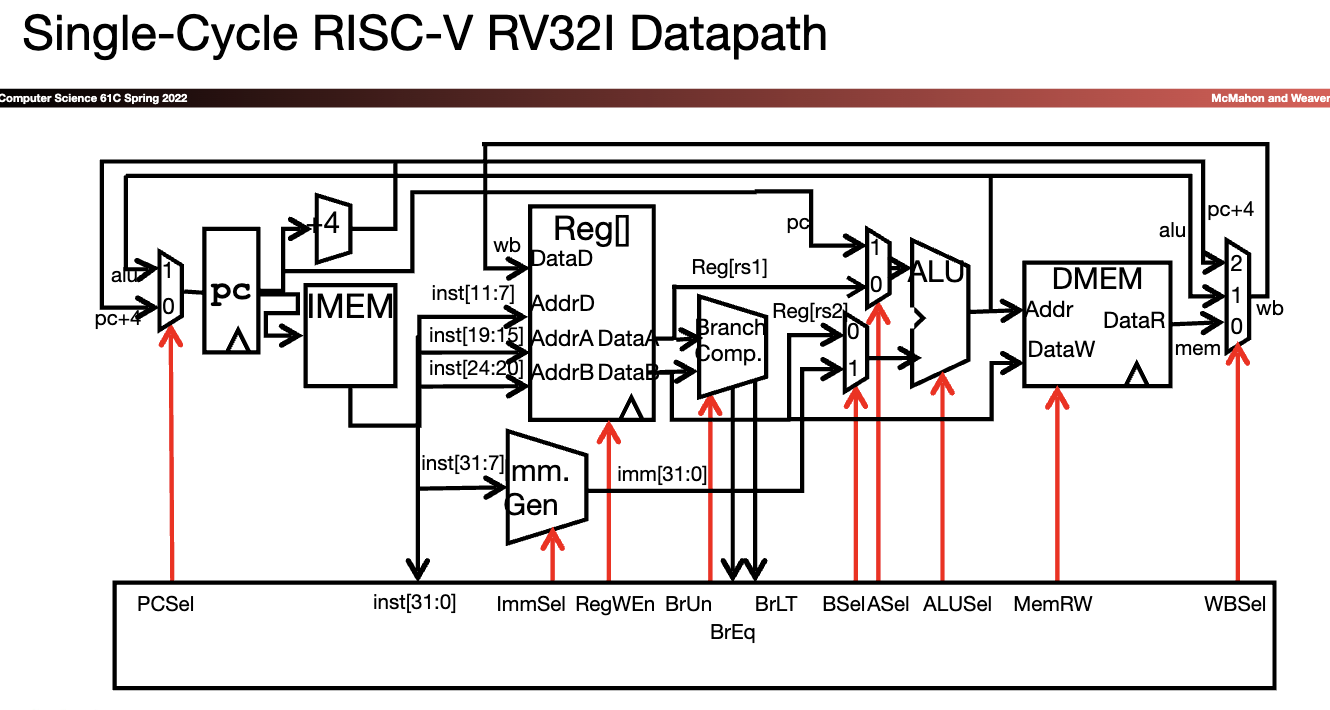 Single-Cycle RISC-V RV32I Datapath
Computer Science 61C Spring 2022
McMahon and Weaver
alu
pc+4
1
0
pc
+4
IMEM
wb
inst[11:7]
inst[19:15]
inst[24:20]
Reg[]
DataD
AddrD
AddrA DataA
AddrB DataB
inst[31:7]
mm.
Gen
imm[31:0]
Reg[rs1]
Branch
Comp.
Reg[rs2]
pc
1
0
0
1
ALU
DMEM
Addr
DataR
DataW
alu
pc+4
mem
2
1
0
wb
PCSel
inst[31:0]
ImmSel
RegWEn
BrUn
BrEq
BrLT
BSel
ASel
ALUSel
MemRW
WBSel